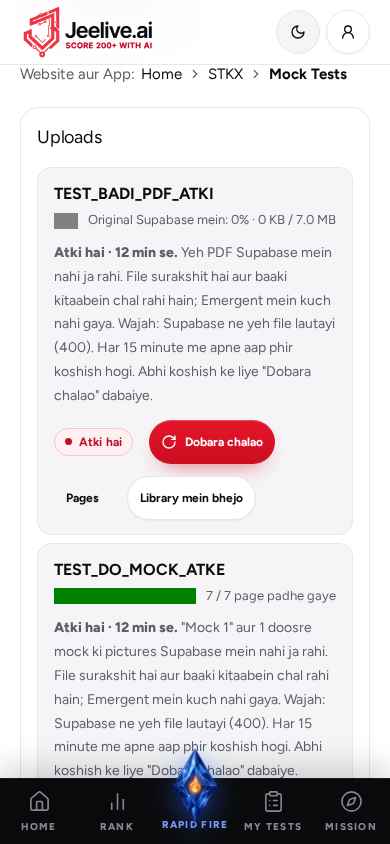 Jeelive.ai
SCORE 200+ WITH AI
Website aur App: Home > STKX > Mock Tests
Uploads
TEST_BADI_PDF_ATKI
Original Supabase mein: 0% · 0 KB / 7.0 MB
Atki hai · 12 min se. Yeh PDF Supabase mein
nahi ja rahi. File surakshit hai aur baaki
kitaabein chal rahi hain; Emergent mein kuch
nahi gaya. Wajah: Supabase ne yeh file lautayi
(400). Har 15 minute me apne aap phir
koshish hogi. Abhi koshish ke liye "Dobara
chalao" dabaiye.
Atki hai
Dobara chalao
Pages
Library mein bhejo
TEST_DO_MOCK_ATKE
7 / 7 page padhe gaye
Atki hai · 12 min se. "Mock 1" aur 1 doosre
mock ki pictures Supabase mein nahi ja rahi.
File surakshit hai aur baaki kitaabein chal rahi
hain; Emergent mein kuch nahi gaya. Wajah:
Supabase ne yeh file lautayi (400). Har 15
minute me apne aap phir koshish hogi. Abhi
koshish ke liye "Dobara chalao" dabaiye.
HOME
RANK
RAPID FIRE
MY TESTS
MISSION